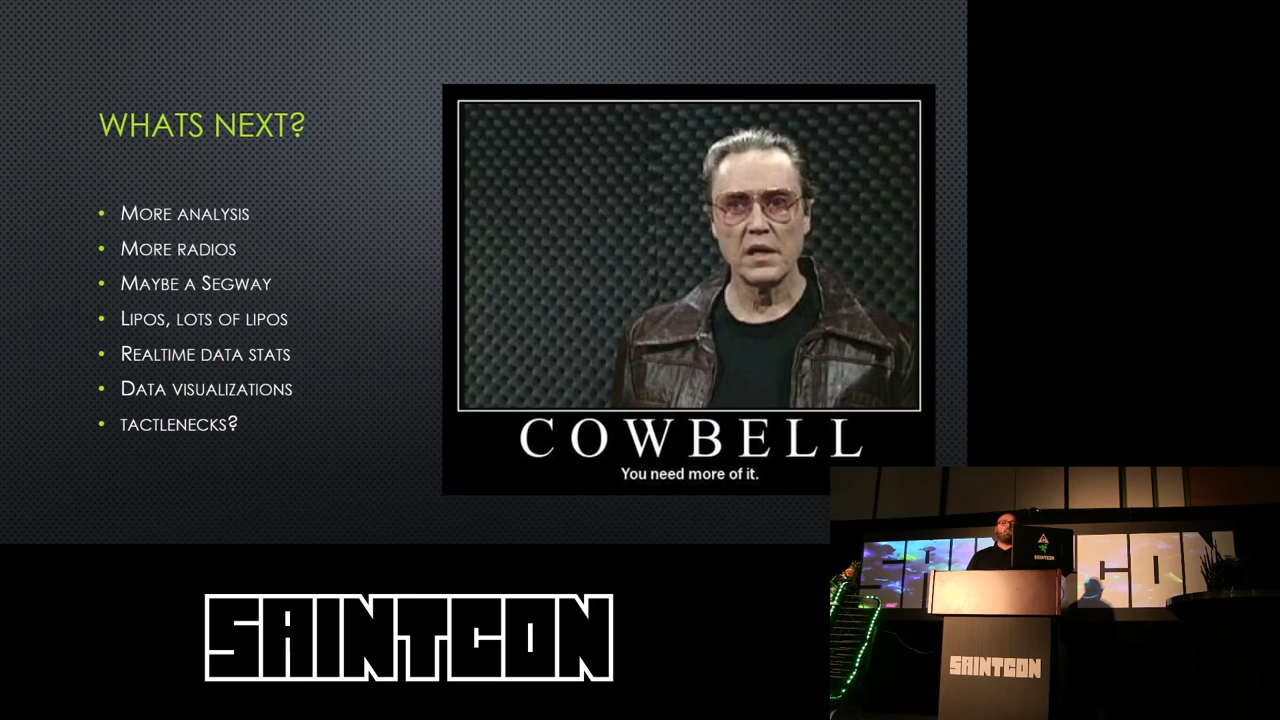 WHATS NEXT?
• MORE ANALYSIS
• MORE RADIOS
• MAYBE A SEGWAY
• LIPOS, LOTS OF LIPOS
• REALTIME DATA STATS
• DATA VISUALIZATIONS
• TACTLENECKS?
COWBELL
You need more of it.
SAINTCON
SAINTCON
SAINTCON